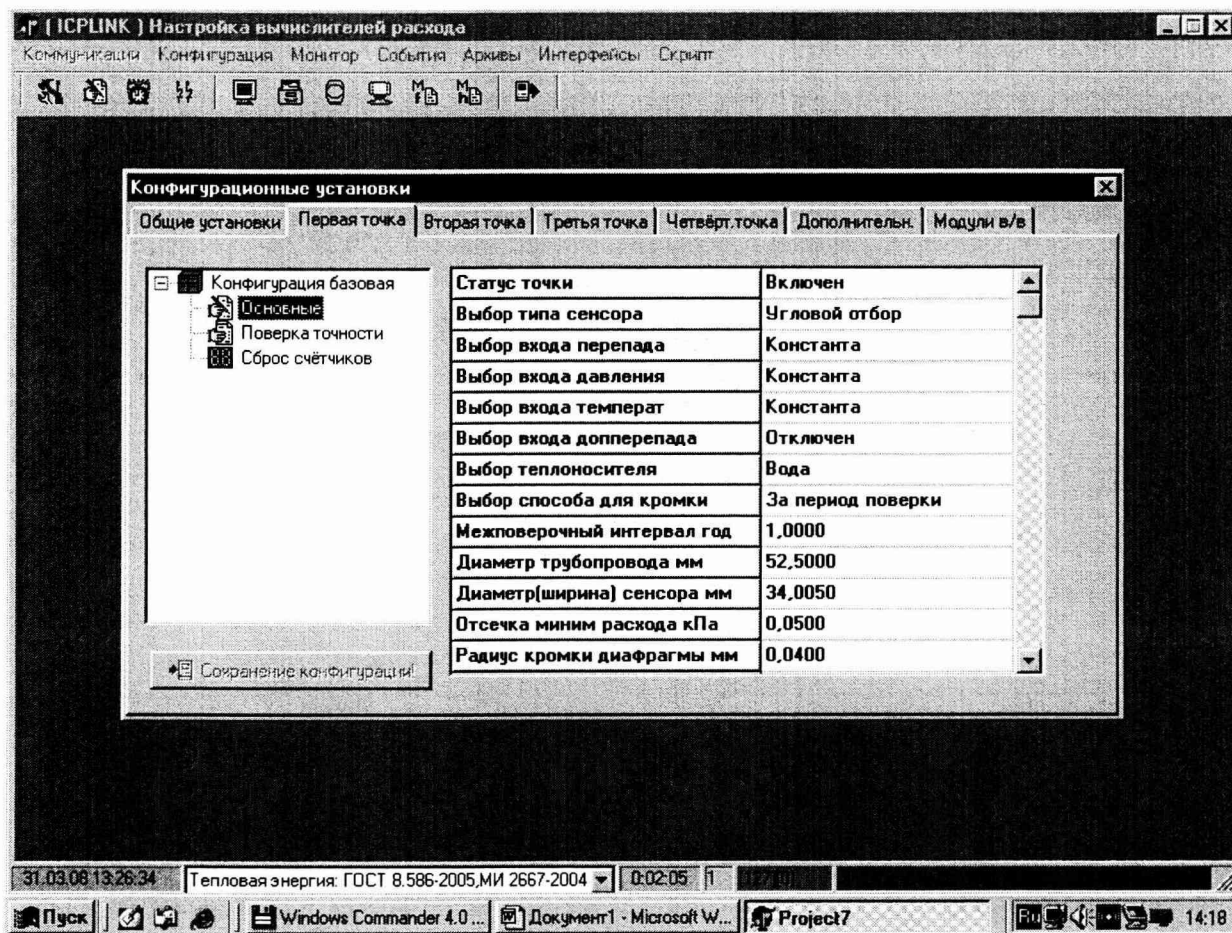 ( ICPLINK ) Настройка вычислителей расхода
Коммуникации Конфигурация Монитор События Архивы Интерфейсы Скрипт
Конфигурационные установки
Общие установки Первая точка Вторая точка Третья точка Четвёрт.точка Дополнительн. Модули в/в
Конфигурация базовая
Основные
Поверка точности
Сброс счётчиков
Статус точки Включен
Выбор типа сенсора Угловой отбор
Выбор входа перепада Константа
Выбор входа давления Константа
Выбор входа температ Константа
Выбор входа допперепада Отключен
Выбор теплоносителя Вода
Выбор способа для кромки За период поверки
Межповерочный интервал год 1,0000
Диаметр трубопровода мм 52,5000
Диаметр(ширина) сенсора мм 34,0050
Отсечка миним расхода кПа 0,0500
Радиус кромки диафрагмы мм 0,0400
Сохранение конфигурации!
13:26:34 Тепловая энергия: ГОСТ 8.586-2005,МИ 2667-2004 0:02:05 1
Пуск Windows Commander 4.0 ... Документ1 - Microsoft W... Project7 Ru 14:18